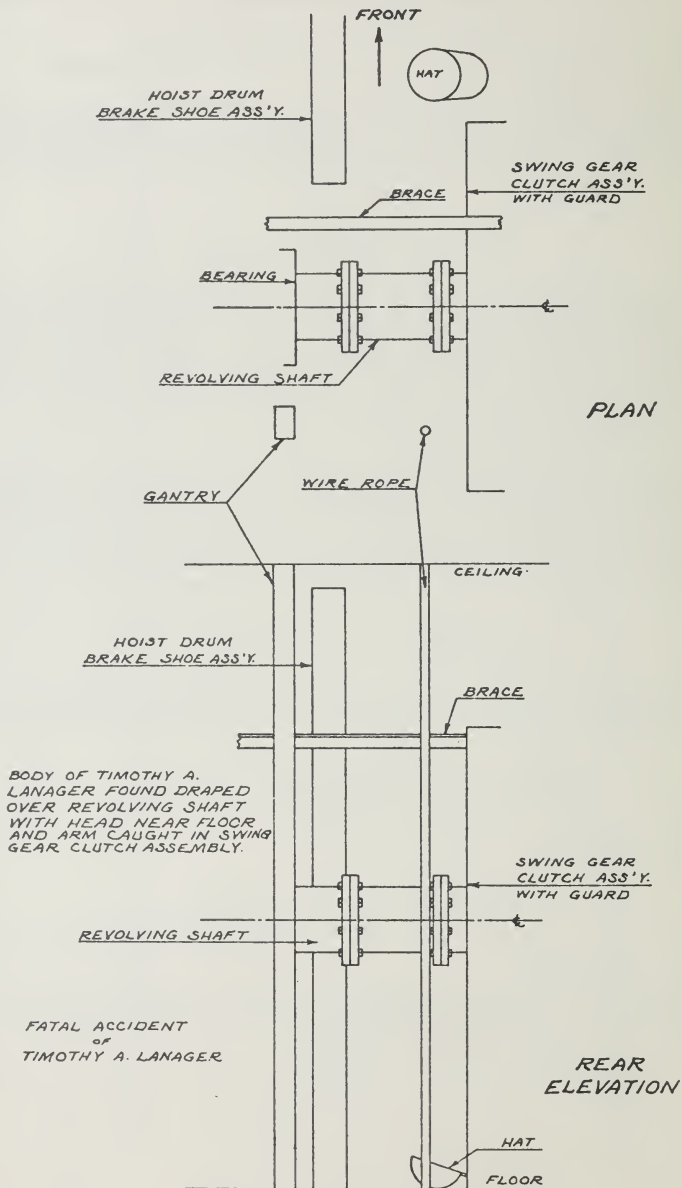 FRONT
HAT
HOIST DRUM
BRAKE SHOE ASS'Y.
SWING GEAR
CLUTCH ASS'Y.
WITH GUARD
BRACE
BEARING
REVOLVING SHAFT
PLAN
GANTRY
WIRE ROPE
CEILING
HOIST DRUM
BRAKE SHOE ASS'Y.
BRACE
BODY OF TIMOTHY A.
LANAGER FOUND DRAPED
OVER REVOLVING SHAFT
WITH HEAD NEAR FLOOR
AND ARM CAUGHT IN SWING
GEAR CLUTCH ASSEMBLY.
SWING GEAR
CLUTCH ASS'Y.
WITH GUARD
REVOLVING SHAFT
FATAL ACCIDENT
OF
TIMOTHY A. LANAGER
REAR
ELEVATION
HAT
FLOOR